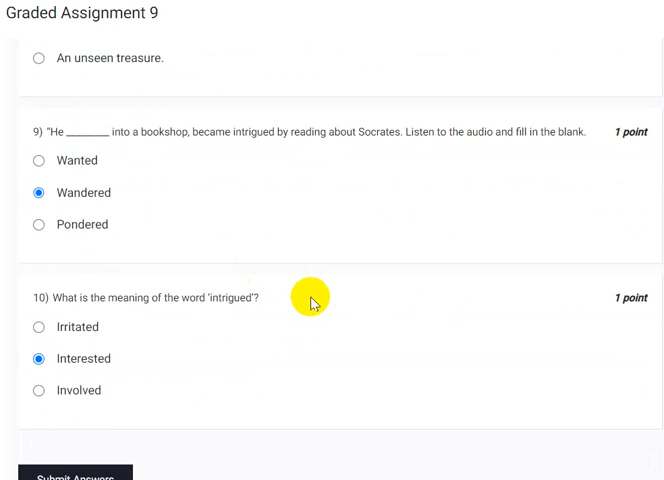 Graded Assignment 9
An unseen treasure.
9) "He ________ into a bookshop, became intrigued by reading about Socrates. Listen to the audio and fill in the blank. 1 point
Wanted
Wandered
Pondered
10) What is the meaning of the word 'intrigued'? 1 point
Irritated
Interested
Involved
Submit Answers